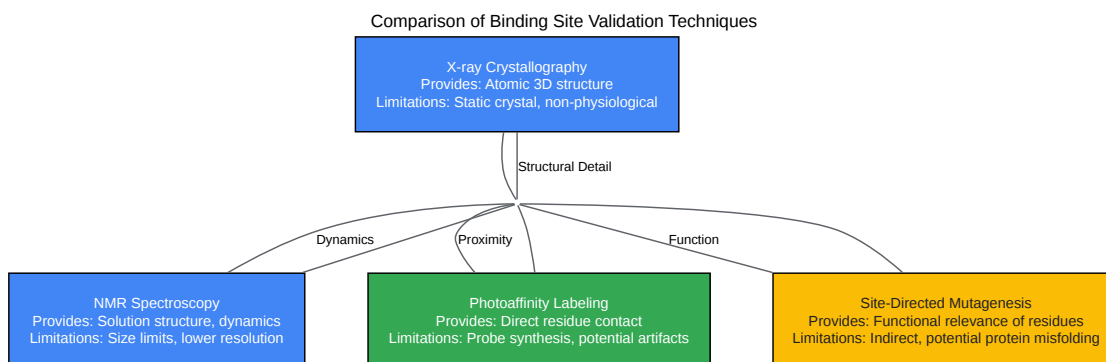 Comparison of Binding Site Validation Techniques
X-ray Crystallography
Provides: Atomic 3D structure
Limitations: Static crystal, non-physiological
Structural Detail
Dynamics
Proximity
Function
NMR Spectroscopy
Provides: Solution structure, dynamics
Limitations: Size limits, lower resolution
Photoaffinity Labeling
Provides: Direct residue contact
Limitations: Probe synthesis, potential artifacts
Site-Directed Mutagenesis
Provides: Functional relevance of residues
Limitations: Indirect, potential protein misfolding